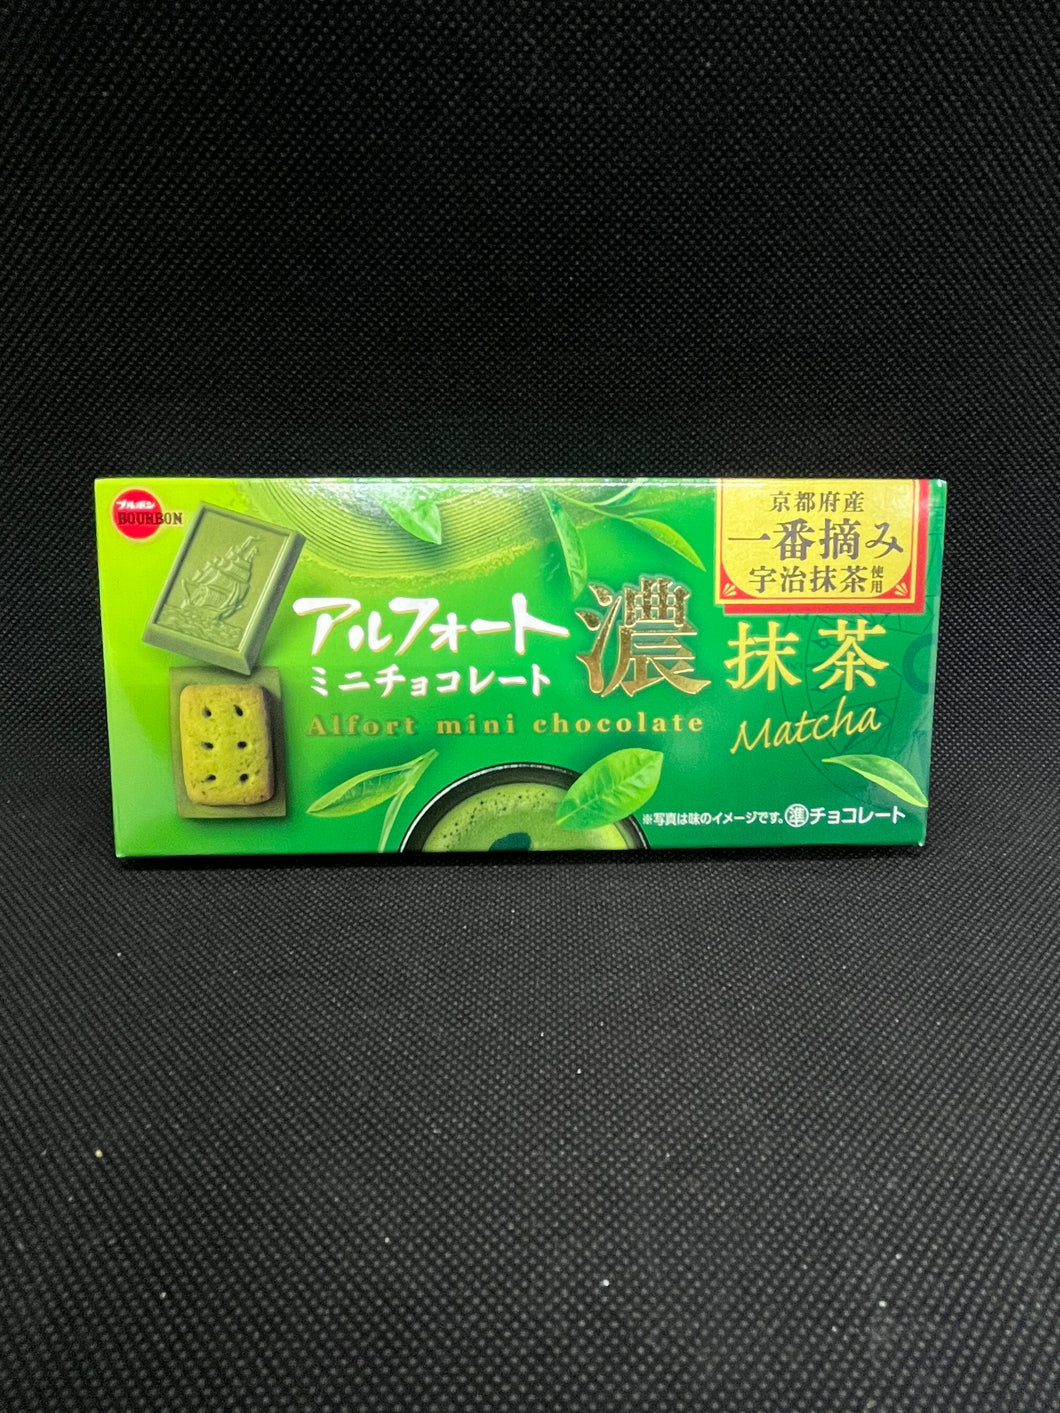 ブルボン
BOURBON
京都府産
一番摘み
宇治抹茶使用
アルフォート
ミニチョコレート
Alfort mini chocolate
濃 抹茶
Matcha
※写真は味のイメージです。準チョコレート